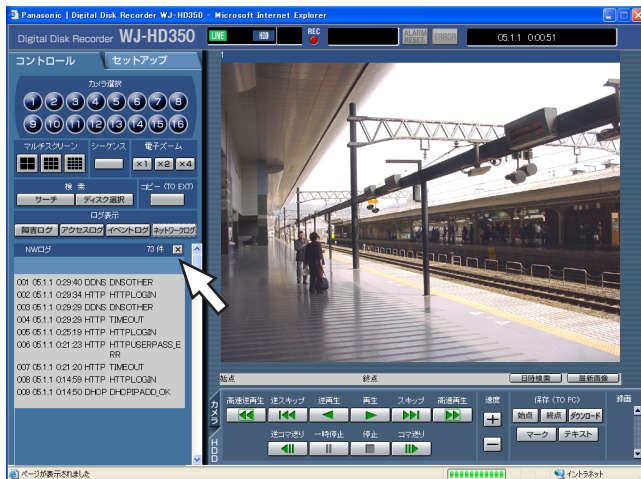 Panasonic | Digital Disk Recorder WJ-HD350 - Microsoft Internet Explorer
Digital Disk Recorder WJ-HD350
LIVE HDD REC ALARM RESET ERROR 05.1.1 0:00:51
コントロール セットアップ
カメラ選択
1 2 3 4 5 6 7 8
9 10 11 12 13 14 15 16
マルチスクリーン シーケンス 電子ズーム
×1 ×2 ×4
検索 コピー (TO EXT)
サーチ ディスク選択
ログ表示
障害ログ アクセスログ イベントログ ネットワークログ
NWログ 73 件
001 05.1.1 0:29:40 DDNS DNSOTHER
002 05.1.1 0:29:34 HTTP HTTPLOGIN
003 05.1.1 0:29:29 DDNS DNSOTHER
004 05.1.1 0:29:29 HTTP TIMEOUT
005 05.1.1 0:25:19 HTTP HTTPLOGIN
006 05.1.1 0:21:23 HTTP HTTPUSERPASS_E
RR
007 05.1.1 0:21:20 HTTP TIMEOUT
008 05.1.1 0:14:59 HTTP HTTPLOGIN
009 05.1.1 0:14:50 DHCP DHCPIPADD_OK
1
始点 終点 日時検索 最新画像
カメラ
HDD
高速逆再生 逆スキップ 逆再生 再生 スキップ 高速再生
逆コマ送り 一時停止 停止 コマ送り
速度
保存 (TO PC)
始点 終点 ダウンロード
マーク テキスト
録画
ページが表示されました イントラネット